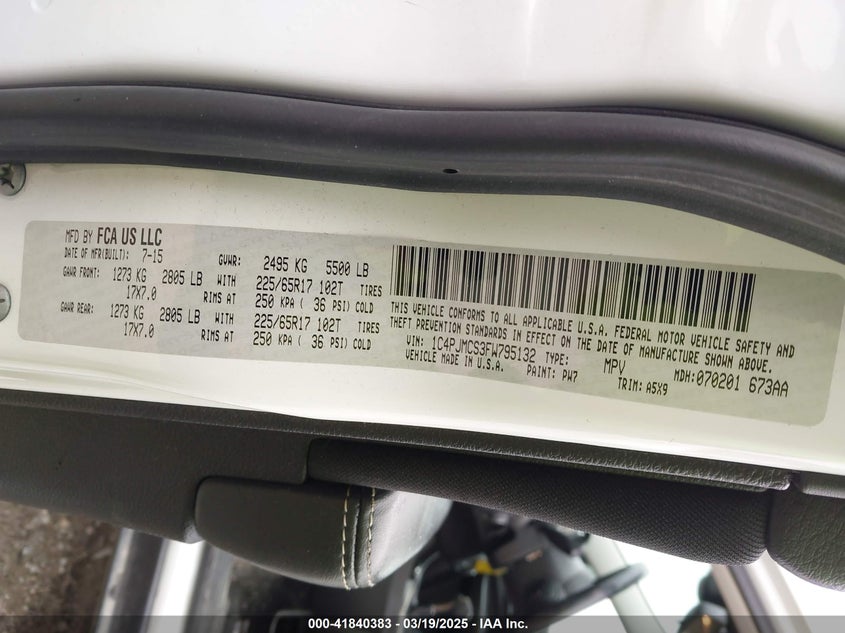 MFD BY FCA US LLC
DATE OF MFR(BUILT): 7-15 GVWR: 2495 KG 5500 LB
GAWR FRONT: 1273 KG 2805 LB WITH 225/65R17 102T TIRES
17X7.0 RIMS AT 250 KPA ( 36 PSI) COLD
GAWR REAR: 1273 KG 2805 LB WITH 225/65R17 102T TIRES
17X7.0 RIMS AT 250 KPA ( 36 PSI) COLD
THIS VEHICLE CONFORMS TO ALL APPLICABLE U.S.A. FEDERAL MOTOR VEHICLE SAFETY AND
THEFT PREVENTION STANDARDS IN EFFECT ON THE DATE OF MANUFACTURE SHOWN ABOVE.
VIN: 1C4PJMCS3FW795132 TYPE: MPV MDH:070201 673AA
VEHICLE MADE IN U.S.A. PAINT: PW7 TRIM: A5X9
000-41840383 - 03/19/2025 - IAAI.com